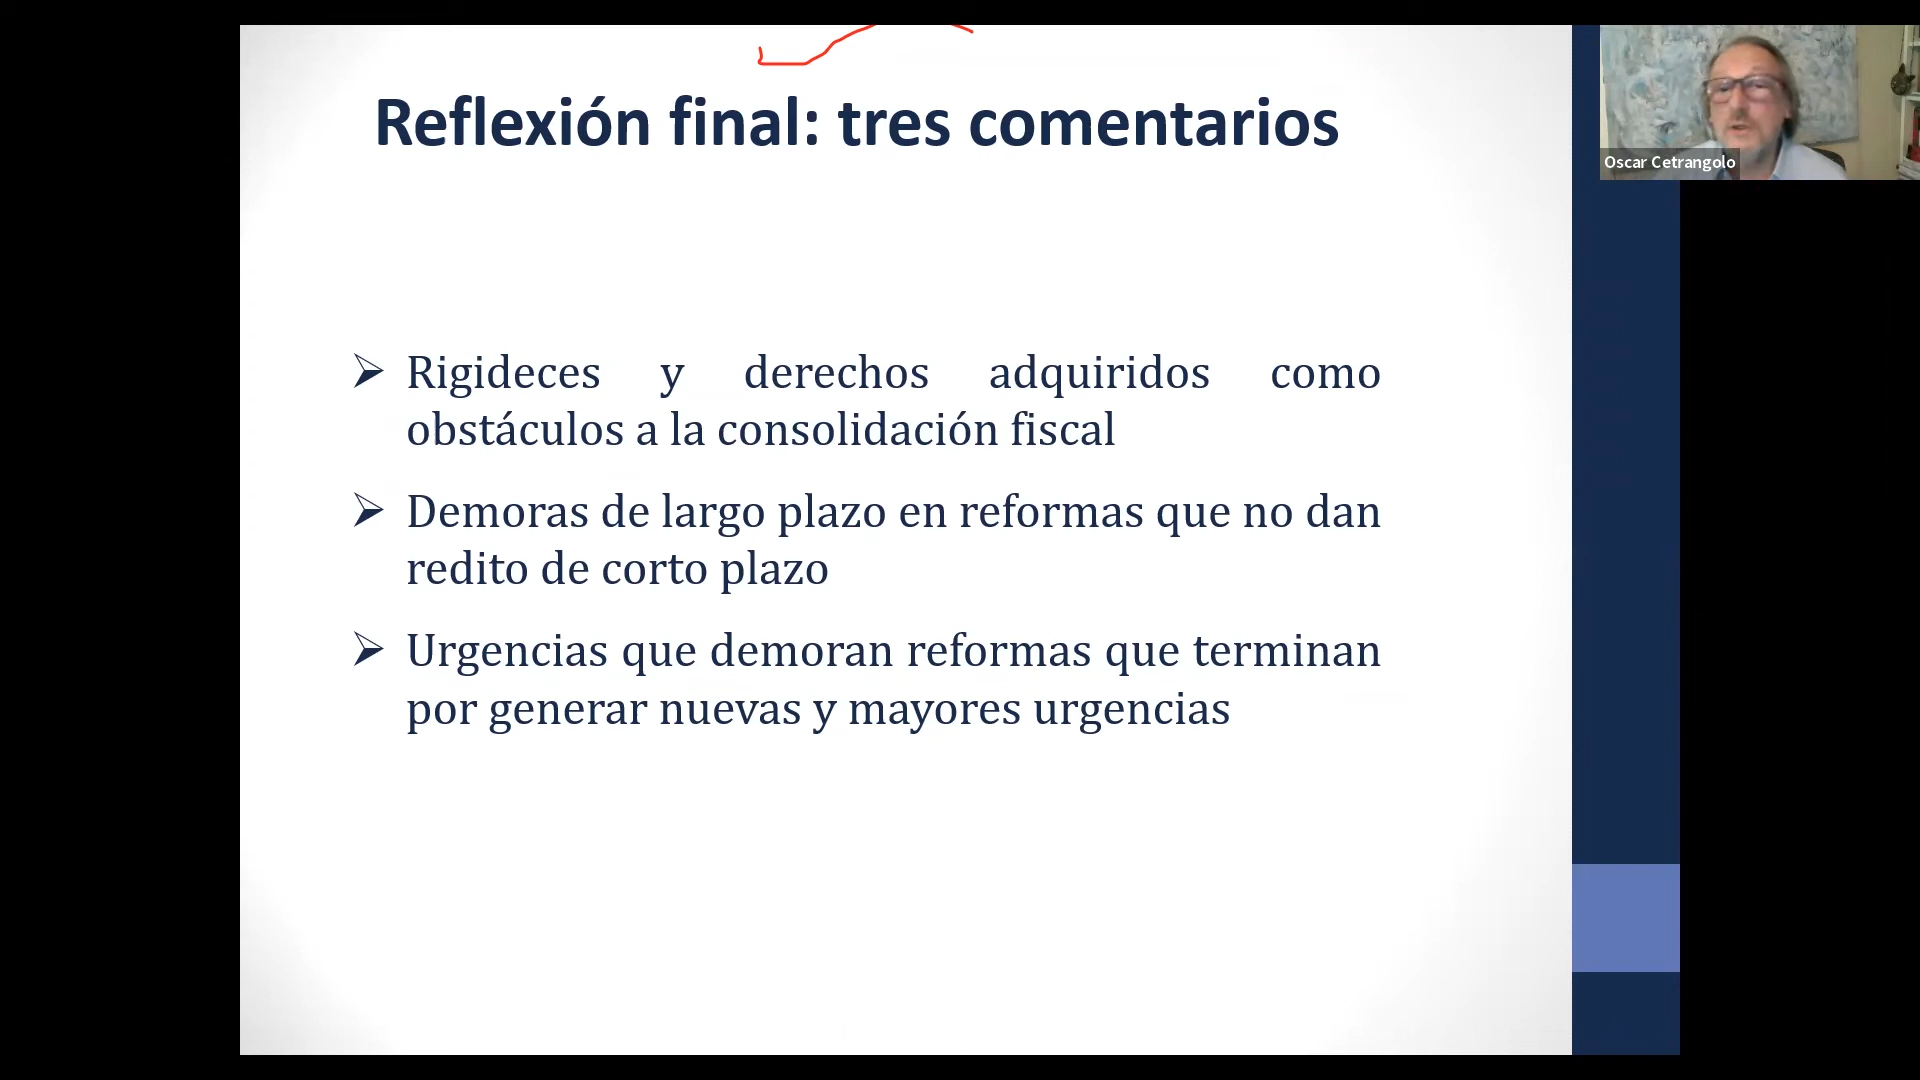 Reflexión final: tres comentarios
Oscar Cetrangolo
➢ Rigideces y derechos adquiridos como
obstáculos a la consolidación fiscal
➢ Demoras de largo plazo en reformas que no dan
redito de corto plazo
➢ Urgencias que demoran reformas que terminan
por generar nuevas y mayores urgencias